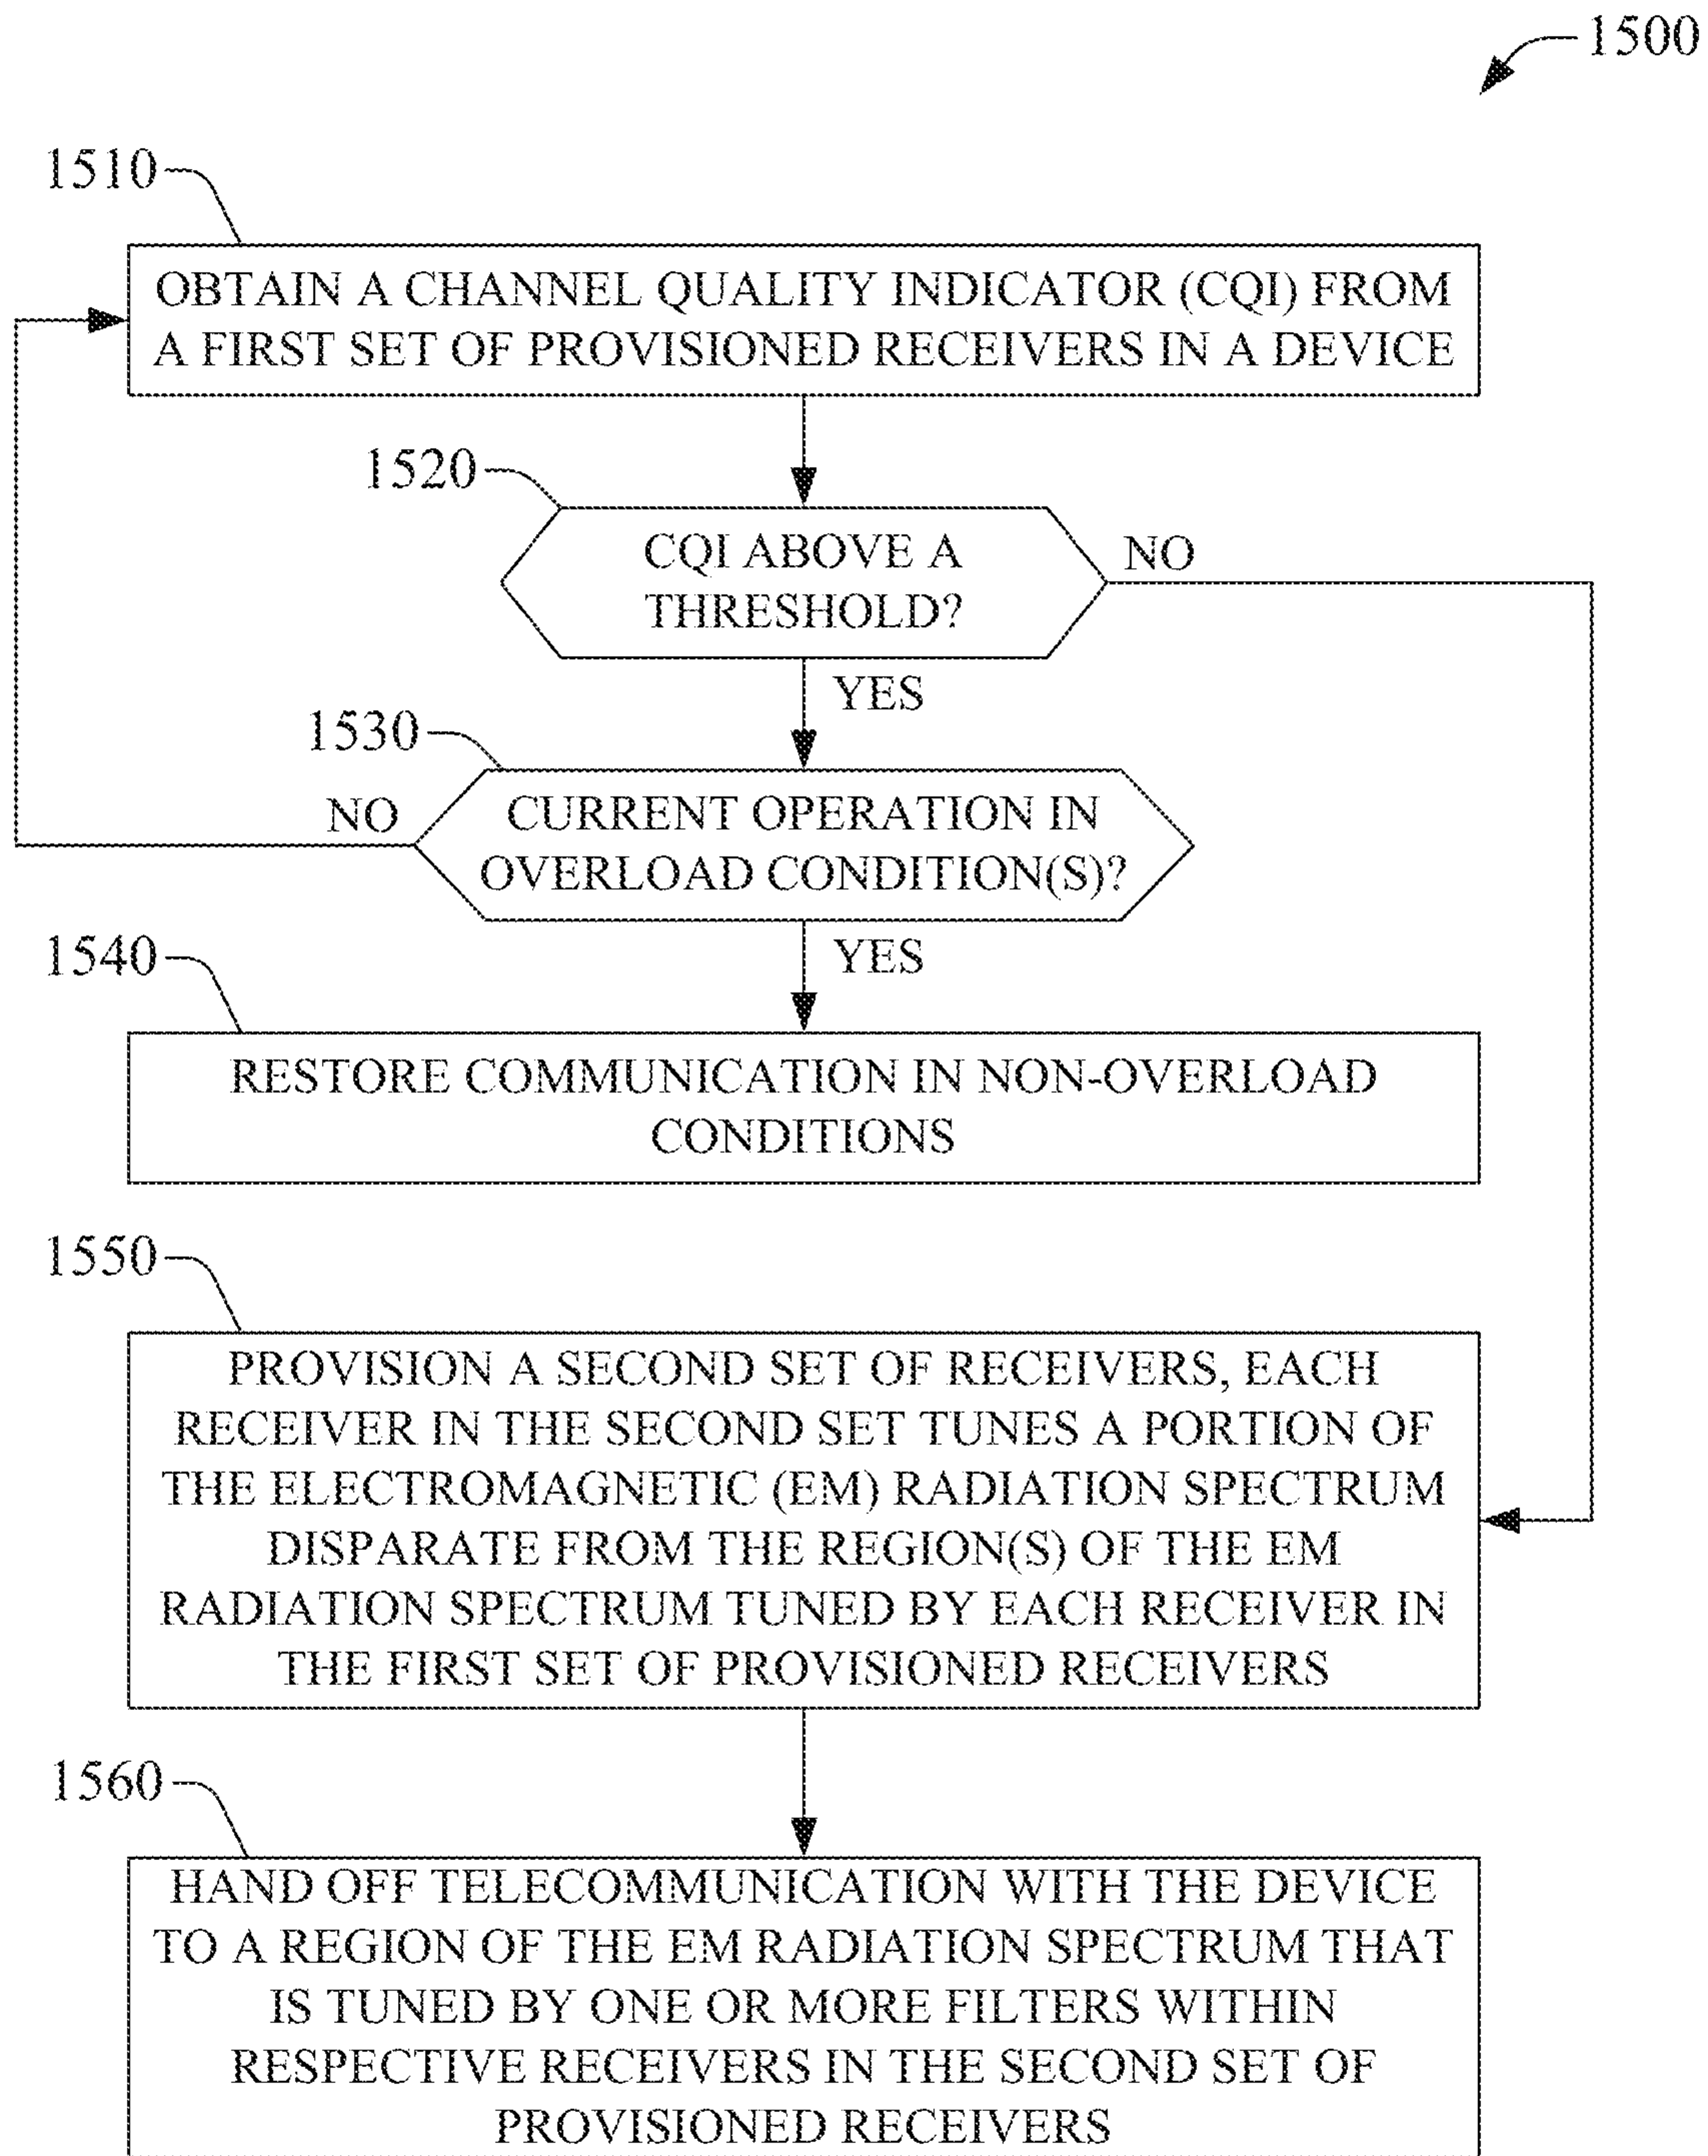 1500
1510
OBTAIN A CHANNEL QUALITY INDICATOR (CQI) FROM
A FIRST SET OF PROVISIONED RECEIVERS IN A DEVICE
1520
CQI ABOVE A
THRESHOLD?
NO
YES
1530
NO
CURRENT OPERATION IN
OVERLOAD CONDITION(S)?
YES
1540
RESTORE COMMUNICATION IN NON-OVERLOAD
CONDITIONS
1550
PROVISION A SECOND SET OF RECEIVERS, EACH
RECEIVER IN THE SECOND SET TUNES A PORTION OF
THE ELECTROMAGNETIC (EM) RADIATION SPECTRUM
DISPARATE FROM THE REGION(S) OF THE EM
RADIATION SPECTRUM TUNED BY EACH RECEIVER IN
THE FIRST SET OF PROVISIONED RECEIVERS
1560
HAND OFF TELECOMMUNICATION WITH THE DEVICE
TO A REGION OF THE EM RADIATION SPECTRUM THAT
IS TUNED BY ONE OR MORE FILTERS WITHIN
RESPECTIVE RECEIVERS IN THE SECOND SET OF
PROVISIONED RECEIVERS